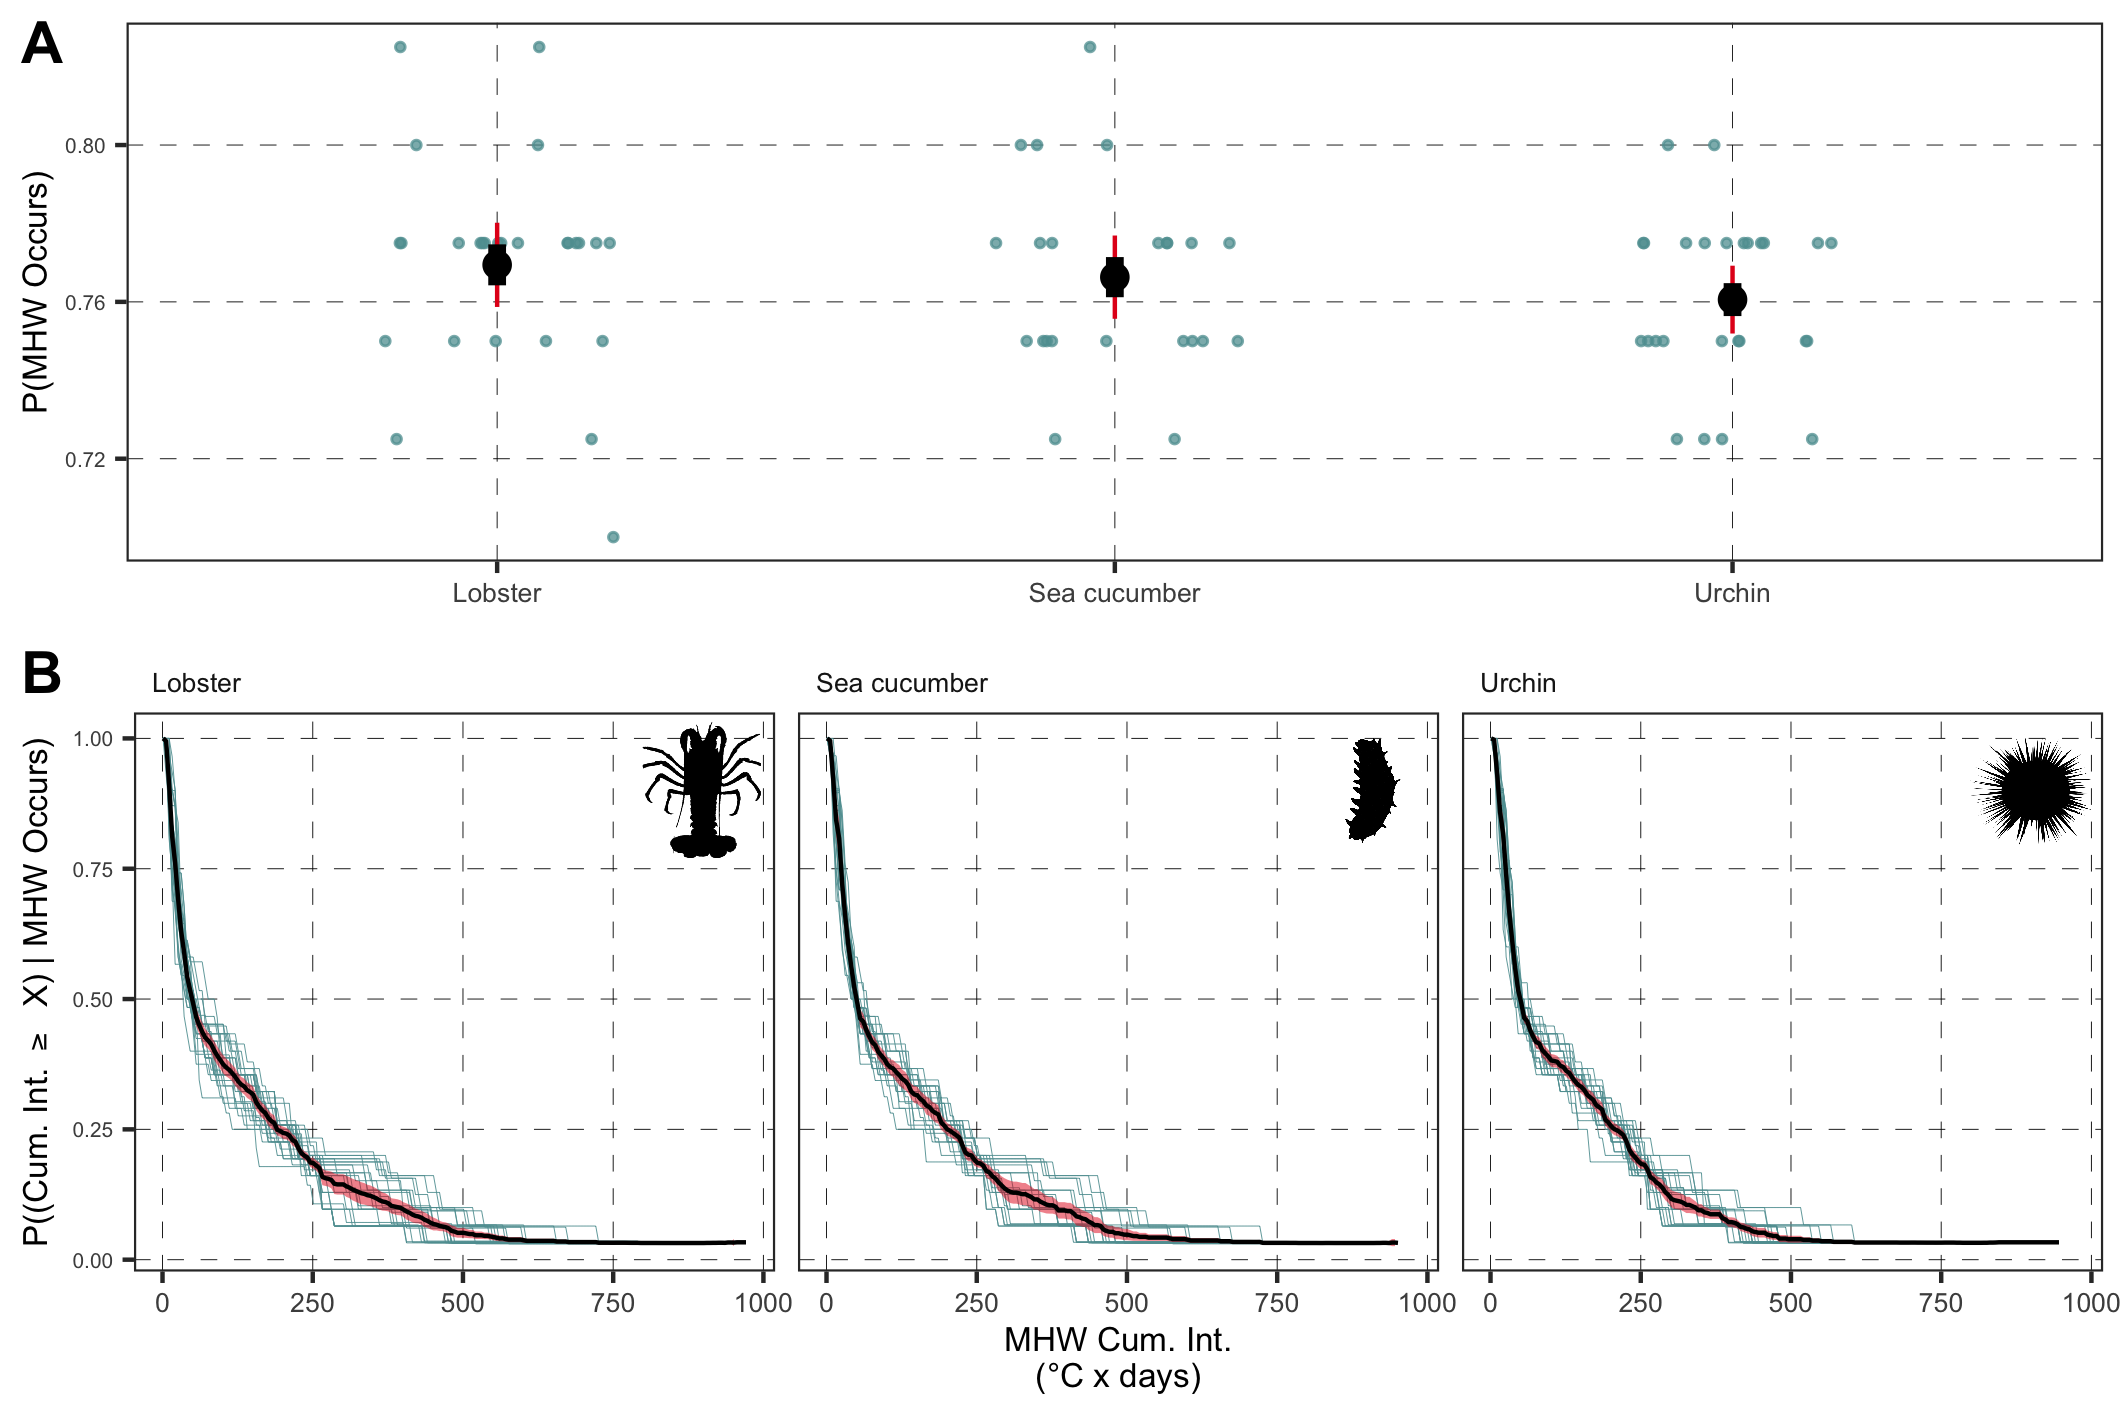 A
P(MHW Occurs)
0.80
0.76
0.72
Lobster
Sea cucumber
Urchin
B
Lobster
Sea cucumber
Urchin
P((Cum. Int. ≥ X) | MHW Occurs)
1.00
0.75
0.50
0.25
0.00
0 250 500 750 1000
0 250 500 750 1000
0 250 500 750 1000
MHW Cum. Int.
(°C x days)